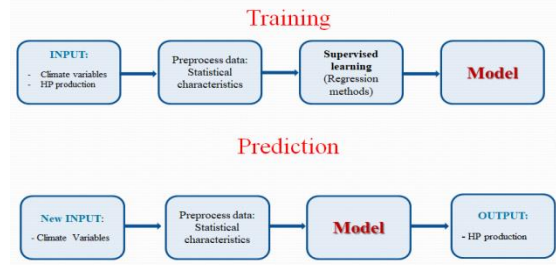 Training
INPUT:
- Climate variables
- HP production
Preprocess data:
Statistical
characteristics
Supervised
learning
(Regression
methods)
Model
Prediction
New INPUT:
- Climate Variables
Preprocess data:
Statistical
characteristics
Model
OUTPUT:
- HP production